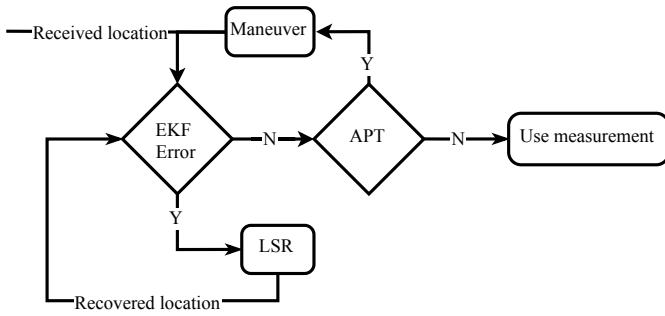 Received location
Maneuver
Y
EKF
Error
N
APT
N
Use measurement
Y
LSR
Recovered location